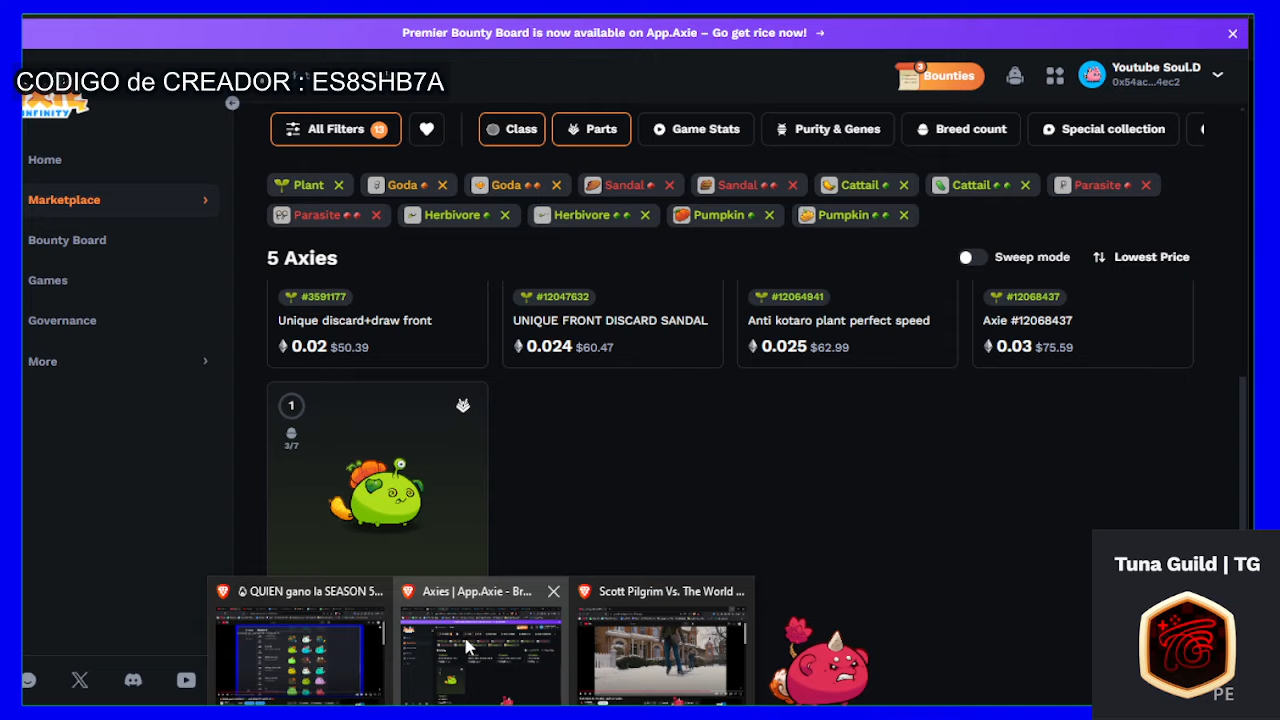 Premier Bounty Board is now available on App.Axie – Go get rice now! →
CODIGO de CREADOR : ES8SHB7A
INFINITY
3
Bounties
Youtube Soul.D
0x54ac...4ec2
Home
Marketplace
Bounty Board
Games
Governance
More
All Filters 13
Class
Parts
Game Stats
Purity & Genes
Breed count
Special collection
Plant
Goda
Goda
Sandal
Sandal
Cattail
Cattail
Parasite
Parasite
Herbivore
Herbivore
Pumpkin
Pumpkin
5 Axies
Sweep mode
Lowest Price
#3591177
Unique discard+draw front
0.02 $50.39
#12047632
UNIQUE FRONT DISCARD SANDAL
0.024 $60.47
#12064941
Anti kotaro plant perfect speed
0.025 $62.99
#12068437
Axie #12068437
0.03 $75.59
1
3/7
QUIEN gano la SEASON 5...
Axies | App.Axie - Br...
Scott Pilgrim Vs. The World ...
Tuna Guild | TG
TG
PE